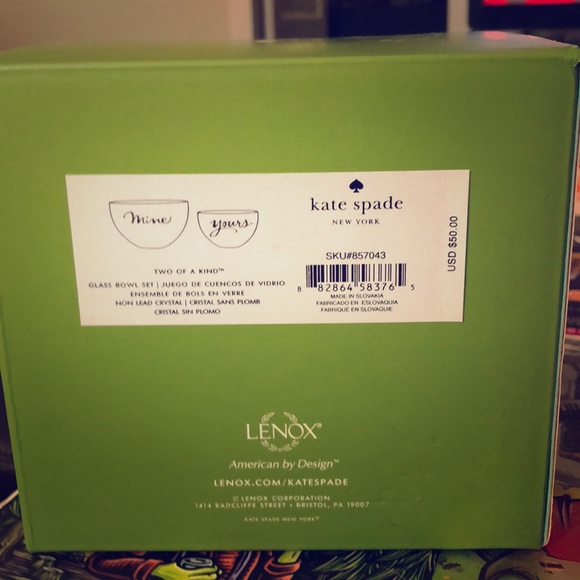 Mine
yours
TWO OF A KIND™
GLASS BOWL SET | JUEGO DE CUENCOS DE VIDRIO
ENSEMBLE DE BOLS EN VERRE
NON LEAD CRYSTAL | CRISTAL SANS PLOMB
CRISTAL SIN PLOMO
kate spade
NEW YORK
SKU#857043
8 82864 58376 5
MADE IN SLOVAKIA
FABRICADO EN ESLOVAQUIA
FABRIQUÉ EN SLOVAQUIE
USD $50.00
LENOX®
American by Design™
LENOX.COM/KATESPADE
© LENOX CORPORATION
1414 RADCLIFFE STREET • BRISTOL, PA 19007
KATE SPADE NEW YORK™